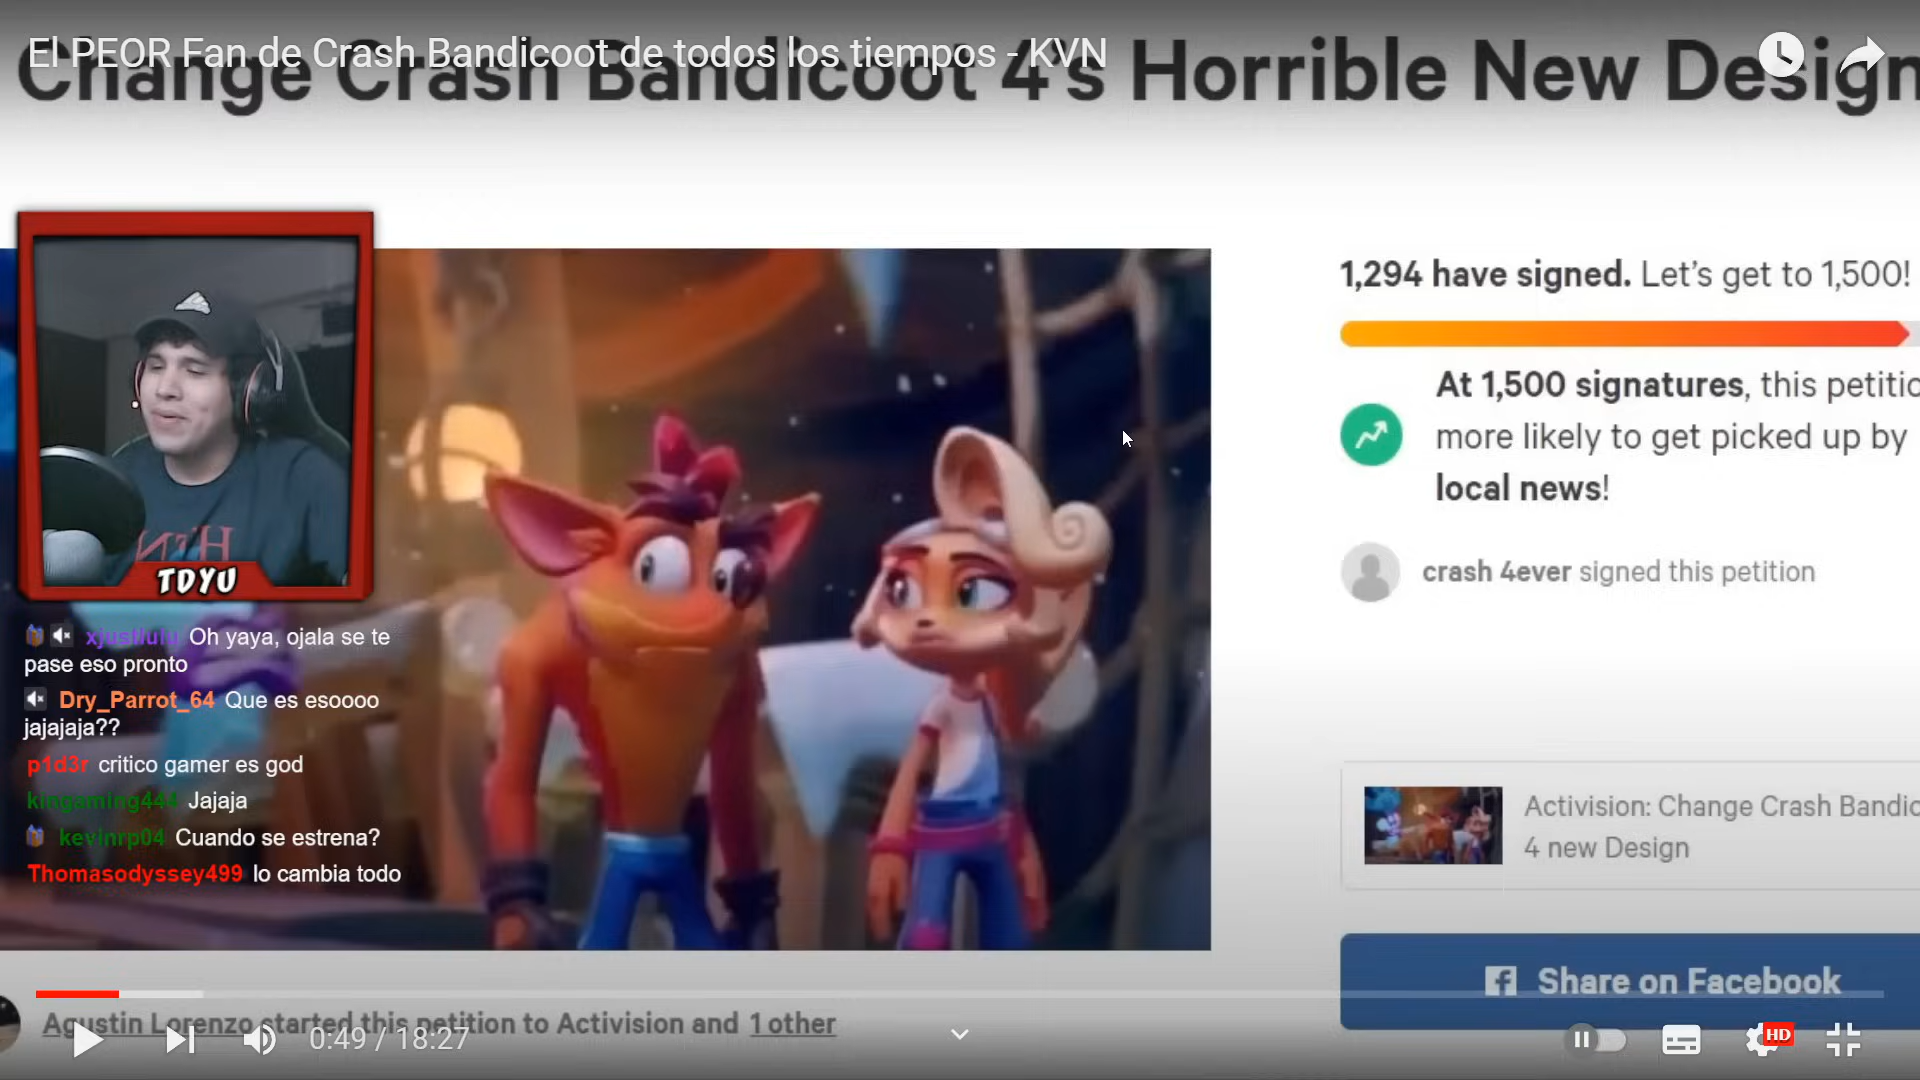 El PEOR Fan de Crash Bandicoot de todos los tiempos - KVN
Change Crash Bandicoot 4's Horrible New Design
1,294 have signed. Let's get to 1,500!
At 1,500 signatures, this petitio
more likely to get picked up by
local news!
crash 4ever signed this petition
TDYU
xjustlulu Oh yaya, ojala se te
pase eso pronto
Dry_Parrot_64 Que es esoooo
jajajaja??
p1d3r critico gamer es god
kingaming444 Jajaja
kevinrp04 Cuando se estrena?
Thomasodyssey499 lo cambia todo
Activision: Change Crash Bandic
4 new Design
Share on Facebook
Agustin Lorenzo started this petition to Activision and 1 other
0:49 / 18:27
HD